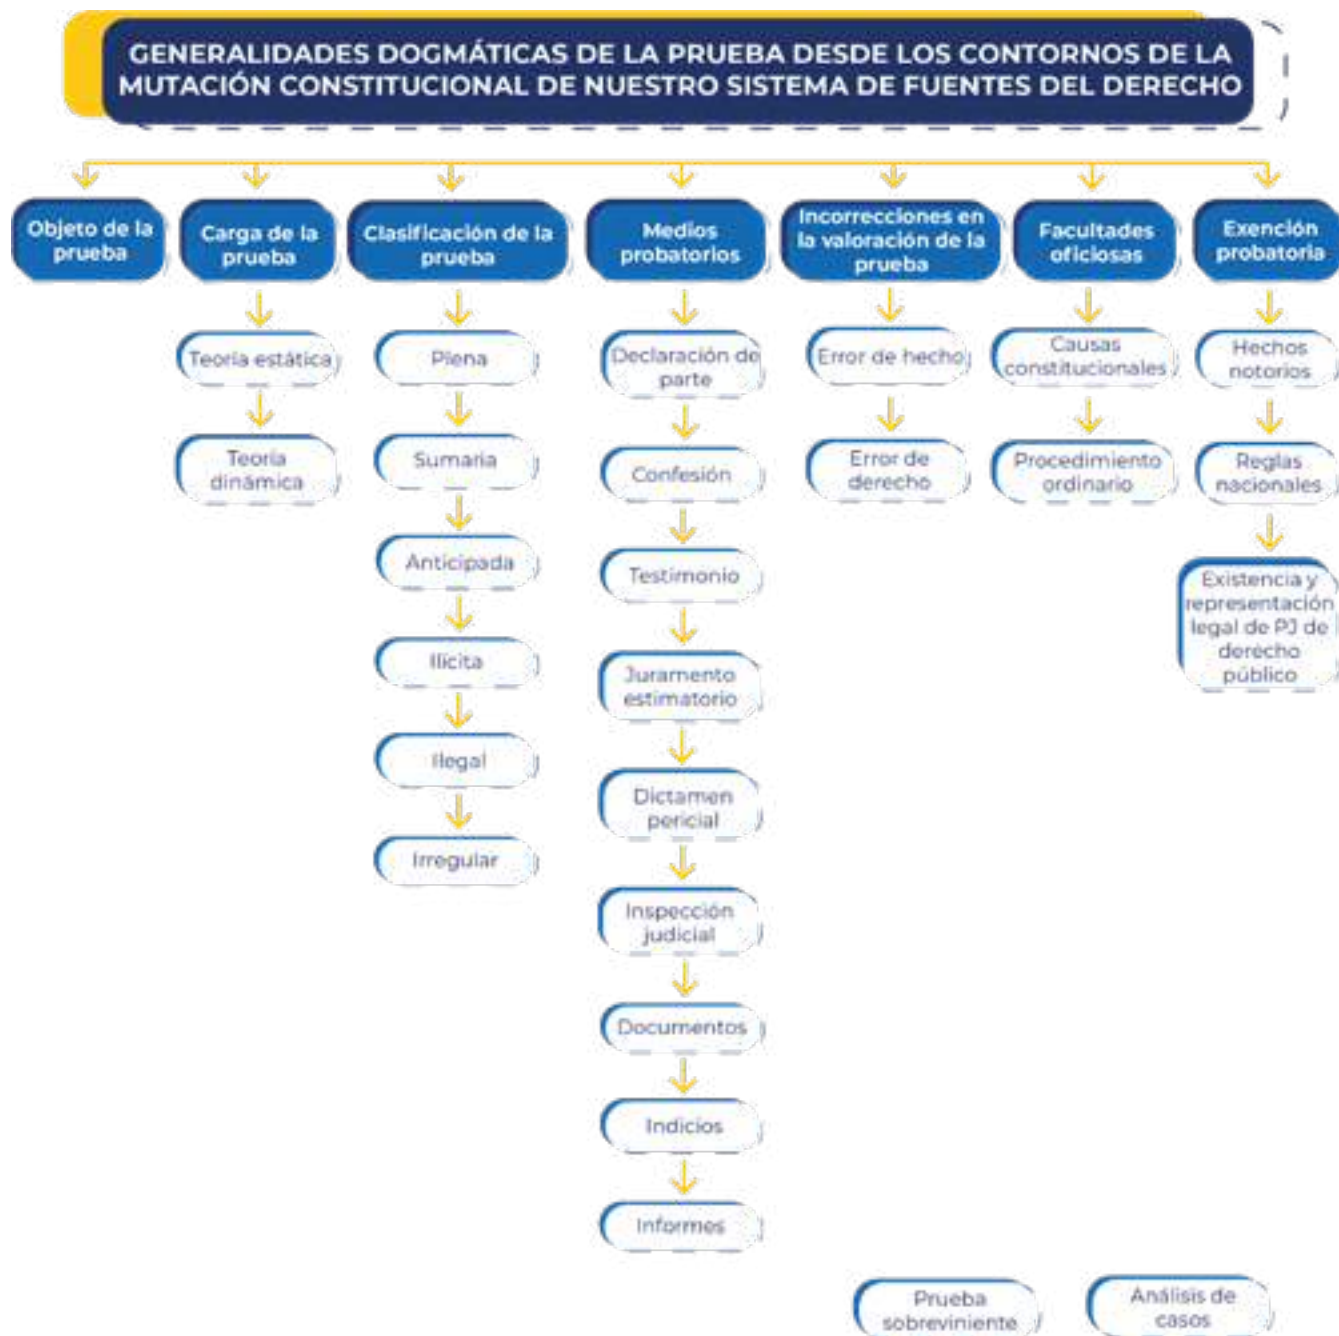 GENERALIDADES DOGMÁTICAS DE LA PRUEBA DESDE LOS CONTORNOS DE LA
MUTACIÓN CONSTITUCIONAL DE NUESTRO SISTEMA DE FUENTES DEL DERECHO
Objeto de la
prueba
Carga de la
prueba
Teoría estática
Teoría
dinámica
Clasificación de la
prueba
Plena
Sumaria
Anticipada
Ilícita
Ilegal
Irregular
Medios
probatorios
Declaración de
parte
Confesión
Testimonio
Juramento
estimatorio
Dictamen
pericial
Inspección
judicial
Documentos
Indicios
Informes
Incorrecciones en
la valoración de la
prueba
Error de hecho
Error de
derecho
Facultades
oficiosas
Causas
constitucionales
Procedimiento
ordinario
Exención
probatoria
Hechos
notorios
Reglas
nacionales
Existencia y
representación
legal de PJ de
derecho
público
Prueba
sobreviniente
Análisis de
casos